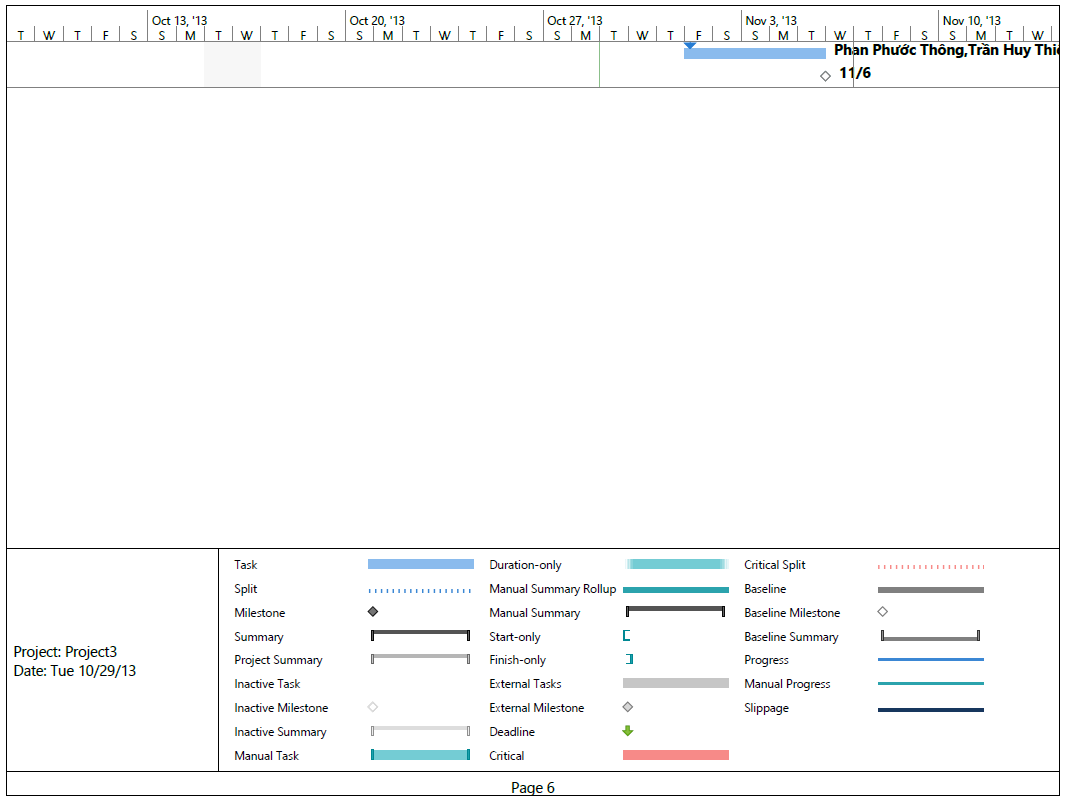 Oct 13, '13 Oct 20, '13 Oct 27, '13 Nov 3, '13 Nov 10, '13
T W T F S S M T W T F S S M T W T F S S M T W T F S S M T W T F S S M T W
Phan Phước Thông,Trần Huy
11/6
Task Duration-only Critical Split
Split Manual Summary Rollup Baseline
Milestone Manual Summary Baseline Milestone
Summary Start-only Baseline Summary
Project: Project3
Project Summary Finish-only Progress
Date: Tue 10/29/13
Inactive Task External Tasks Manual Progress
Inactive Milestone External Milestone Slippage
Inactive Summary Deadline
Manual Task Critical
Page 6